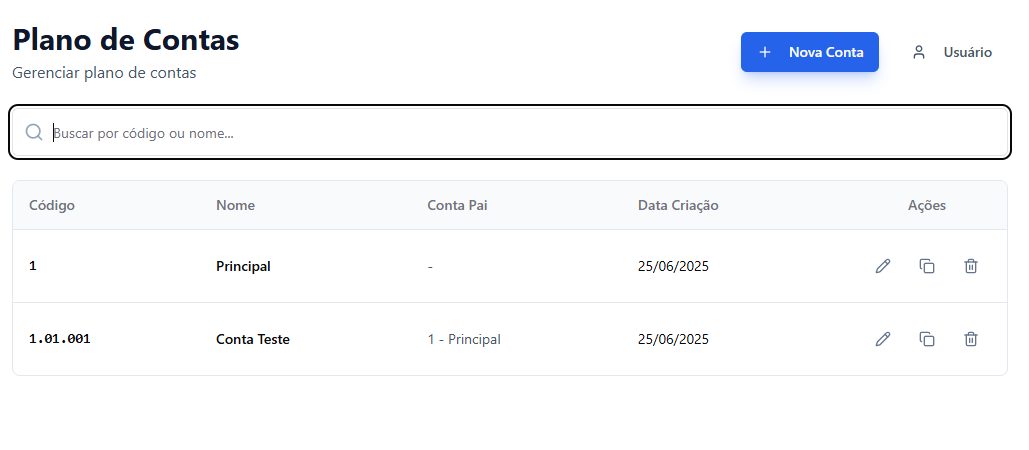 Plano de Contas
Gerenciar plano de contas
Nova Conta
Usuário
Buscar por código ou nome...
Código Nome Conta Pai Data Criação Ações
1 Principal - 25/06/2025
1.01.001 Conta Teste 1 - Principal 25/06/2025